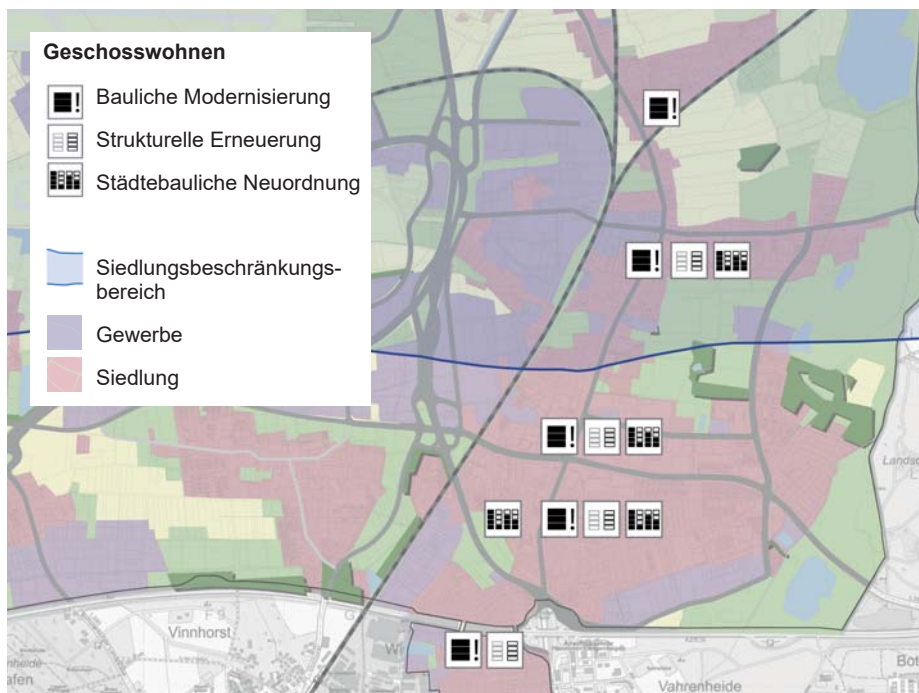 Geschosswohnen
Bauliche Modernisierung
Strukturelle Erneuerung
Städtebauliche Neuordnung
Siedlungsbeschränkungs-
bereich
Gewerbe
Siedlung
Vinnhorst
Vahrenheide